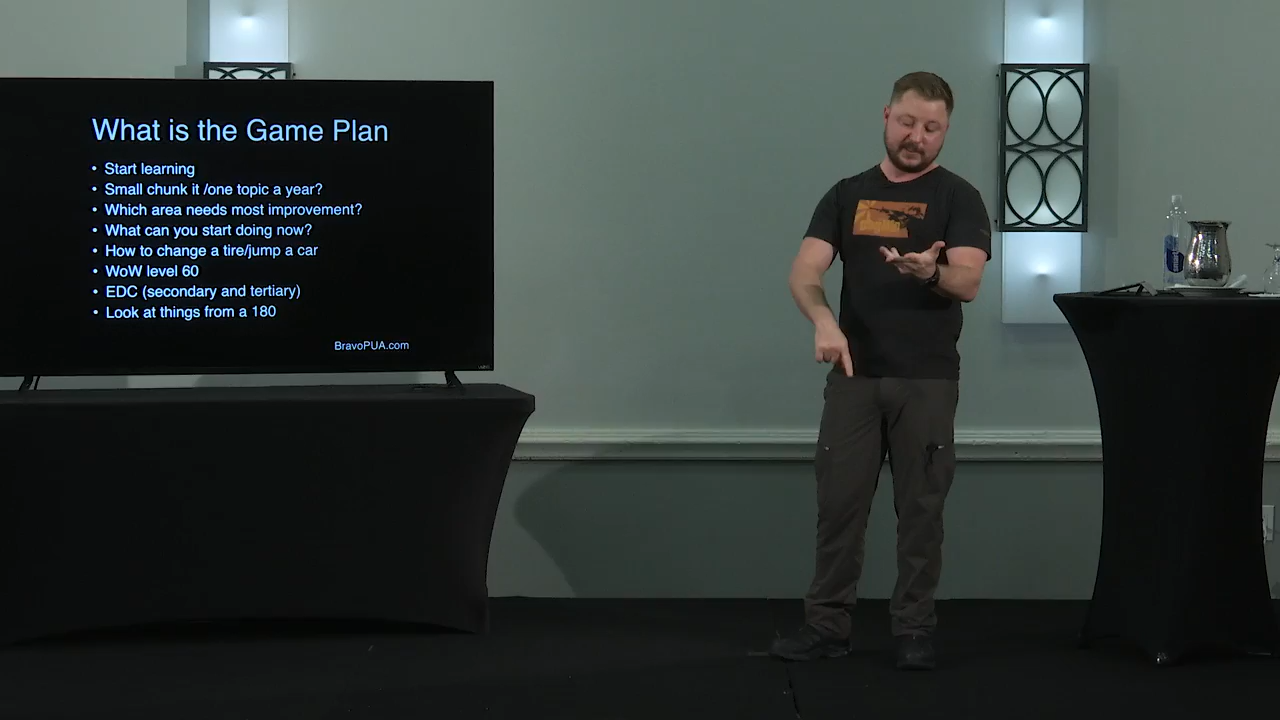 What is the Game Plan
• Start learning
• Small chunk it /one topic a year?
• Which area needs most improvement?
• What can you start doing now?
• How to change a tire/jump a car
• WoW level 60
• EDC (secondary and tertiary)
• Look at things from a 180
BravoPUA.com